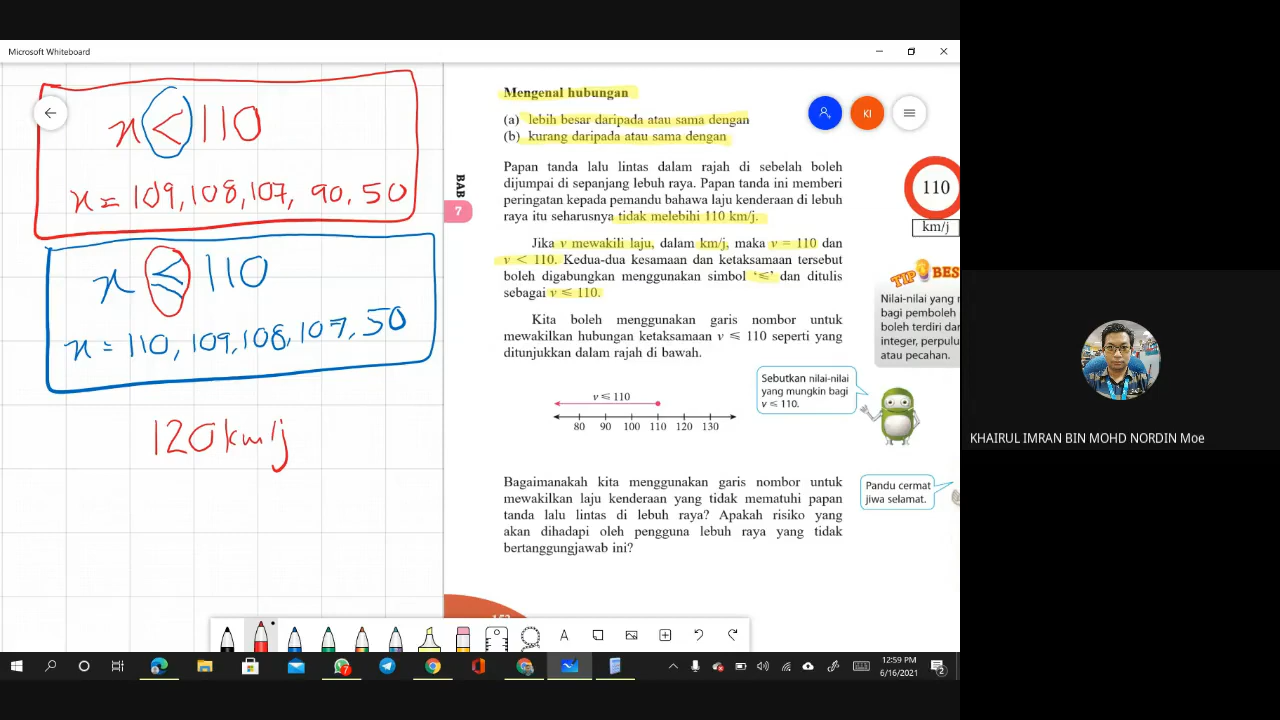 Microsoft Whiteboard
x < 110
x = 109, 108, 107, 90, 50
x ≤ 110
x = 110, 109, 108, 107, 50
120 km/j
Mengenal hubungan
(a) lebih besar daripada atau sama dengan
(b) kurang daripada atau sama dengan
Papan tanda lalu lintas dalam rajah di sebelah boleh
dijumpai di sepanjang lebuh raya. Papan tanda ini memberi
peringatan kepada pemandu bahawa laju kenderaan di lebuh
raya itu seharusnya tidak melebihi 110 km/j.
Jika v mewakili laju, dalam km/j, maka v = 110 dan
v < 110. Kedua-dua kesamaan dan ketaksamaan tersebut
boleh digabungkan menggunakan simbol ‘⩽’ dan ditulis
sebagai v ⩽ 110.
Kita boleh menggunakan garis nombor untuk
mewakilkan hubungan ketaksamaan v ⩽ 110 seperti yang
ditunjukkan dalam rajah di bawah.
v ⩽ 110
80 90 100 110 120 130
Sebutkan nilai-nilai
yang mungkin bagi
v ⩽ 110.
Bagaimanakah kita menggunakan garis nombor untuk
mewakilkan laju kenderaan yang tidak mematuhi papan
tanda lalu lintas di lebuh raya? Apakah risiko yang
akan dihadapi oleh pengguna lebuh raya yang tidak
bertanggungjawab ini?
BAB
7
KI
110
km/j
TIP BES
Nilai-nilai yang
bagi pemboleh
boleh terdiri dar
integer, perpulu
atau pecahan.
Pandu cermat
jiwa selamat.
153
A
7
12:59 PM
6/16/2021
2
KHAIRUL IMRAN BIN MOHD NORDIN Moe